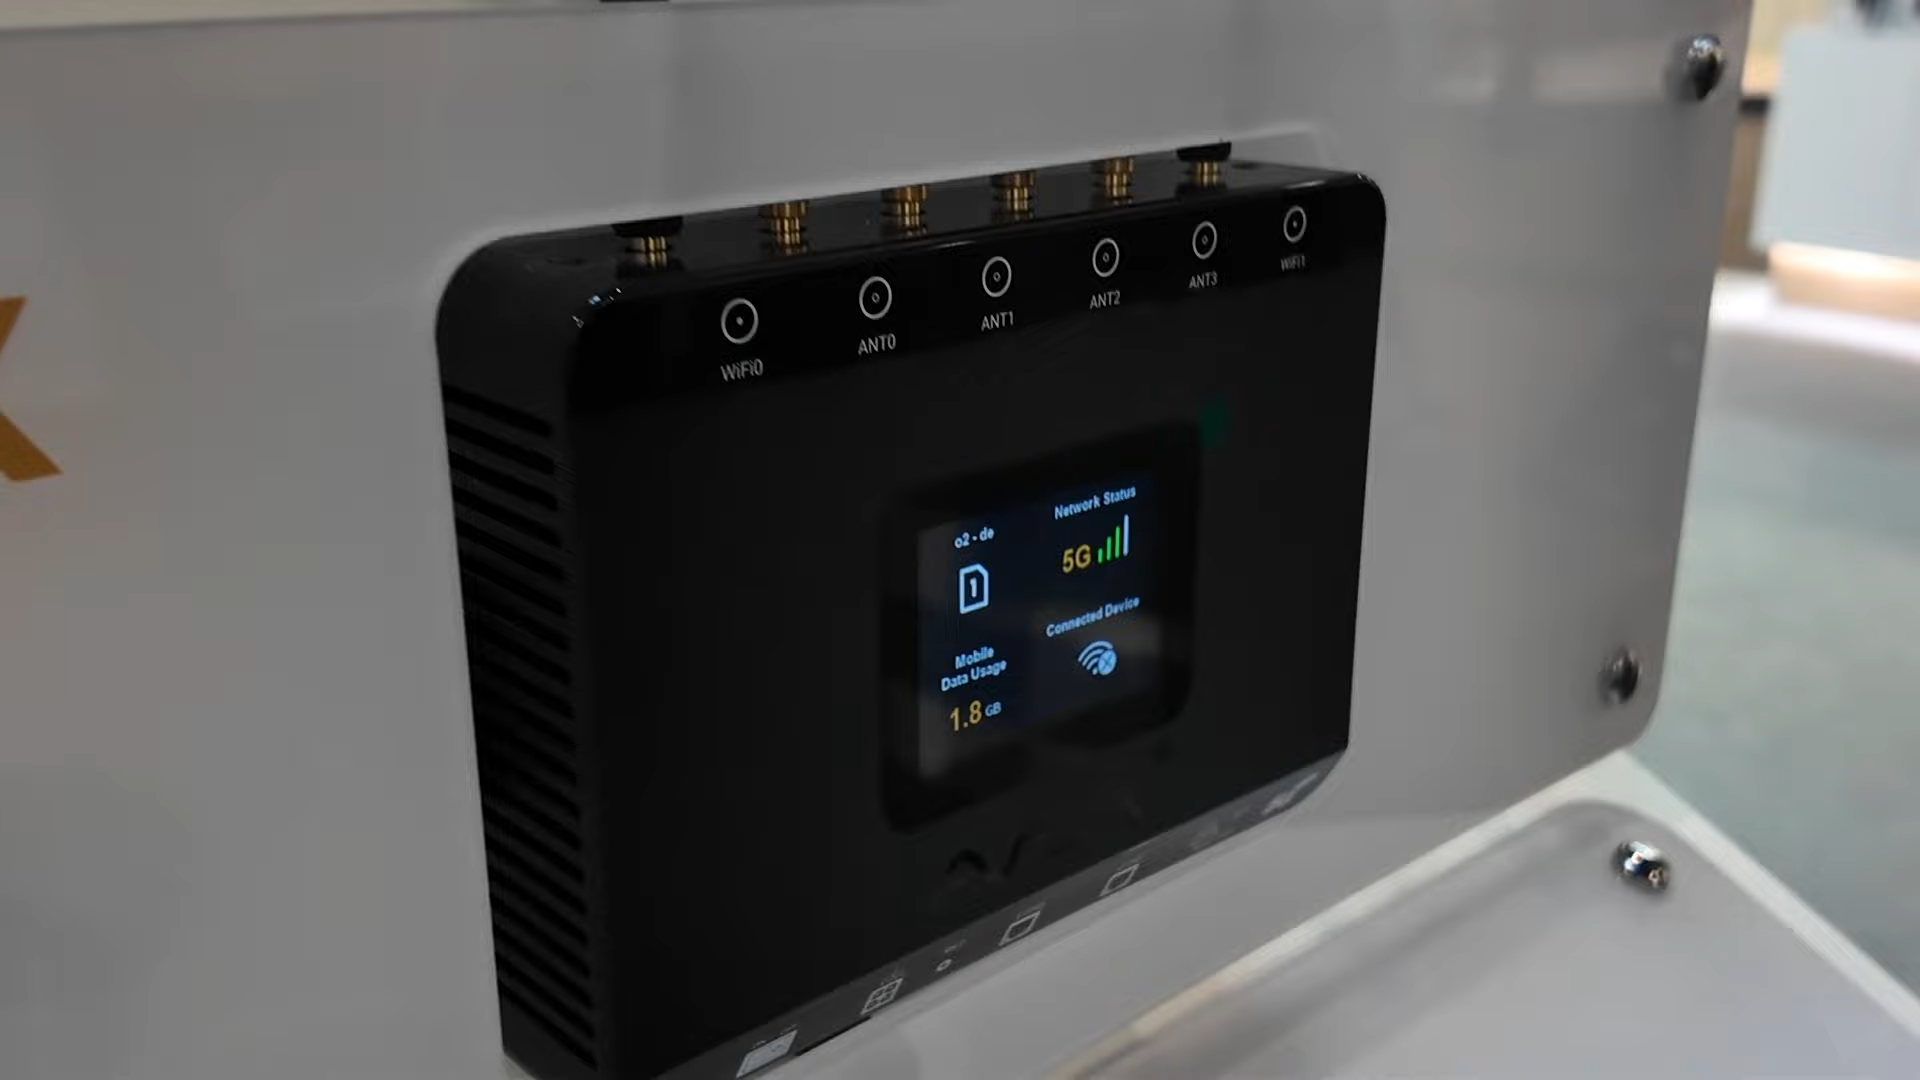 WiFi0
ANT0
ANT1
ANT2
ANT3
WiFi1
o2 - de
1
Network Status
5G
Mobile
Data Usage
1.8 GB
Connected Device